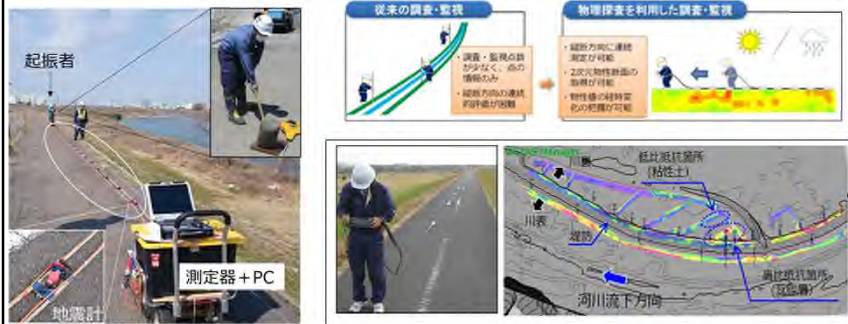 起振者
測定器+PC
地震計
従来の調査・監視
・調査・監視点数
が少なく、点の
情報のみ
・縦断方向の連続
的評価が困難
物理探査を利用した調査・監視
・縦断方向に連続
測定が可能
・2次元物性断面の
指標が可能
・物性値の経時変
化の把握が可能
川裏
川表
堤防
低比抵抗箇所
(粘性土)
高比抵抗箇所
河川流下方向